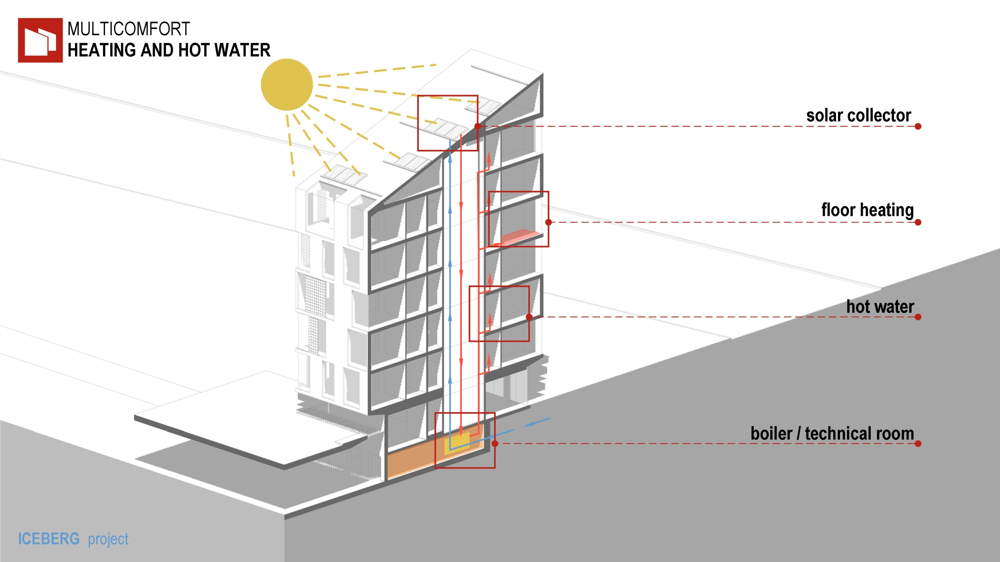 MULTICOMFORT
HEATING AND HOT WATER
solar collector
floor heating
hot water
boiler / technical room
ICEBERG project